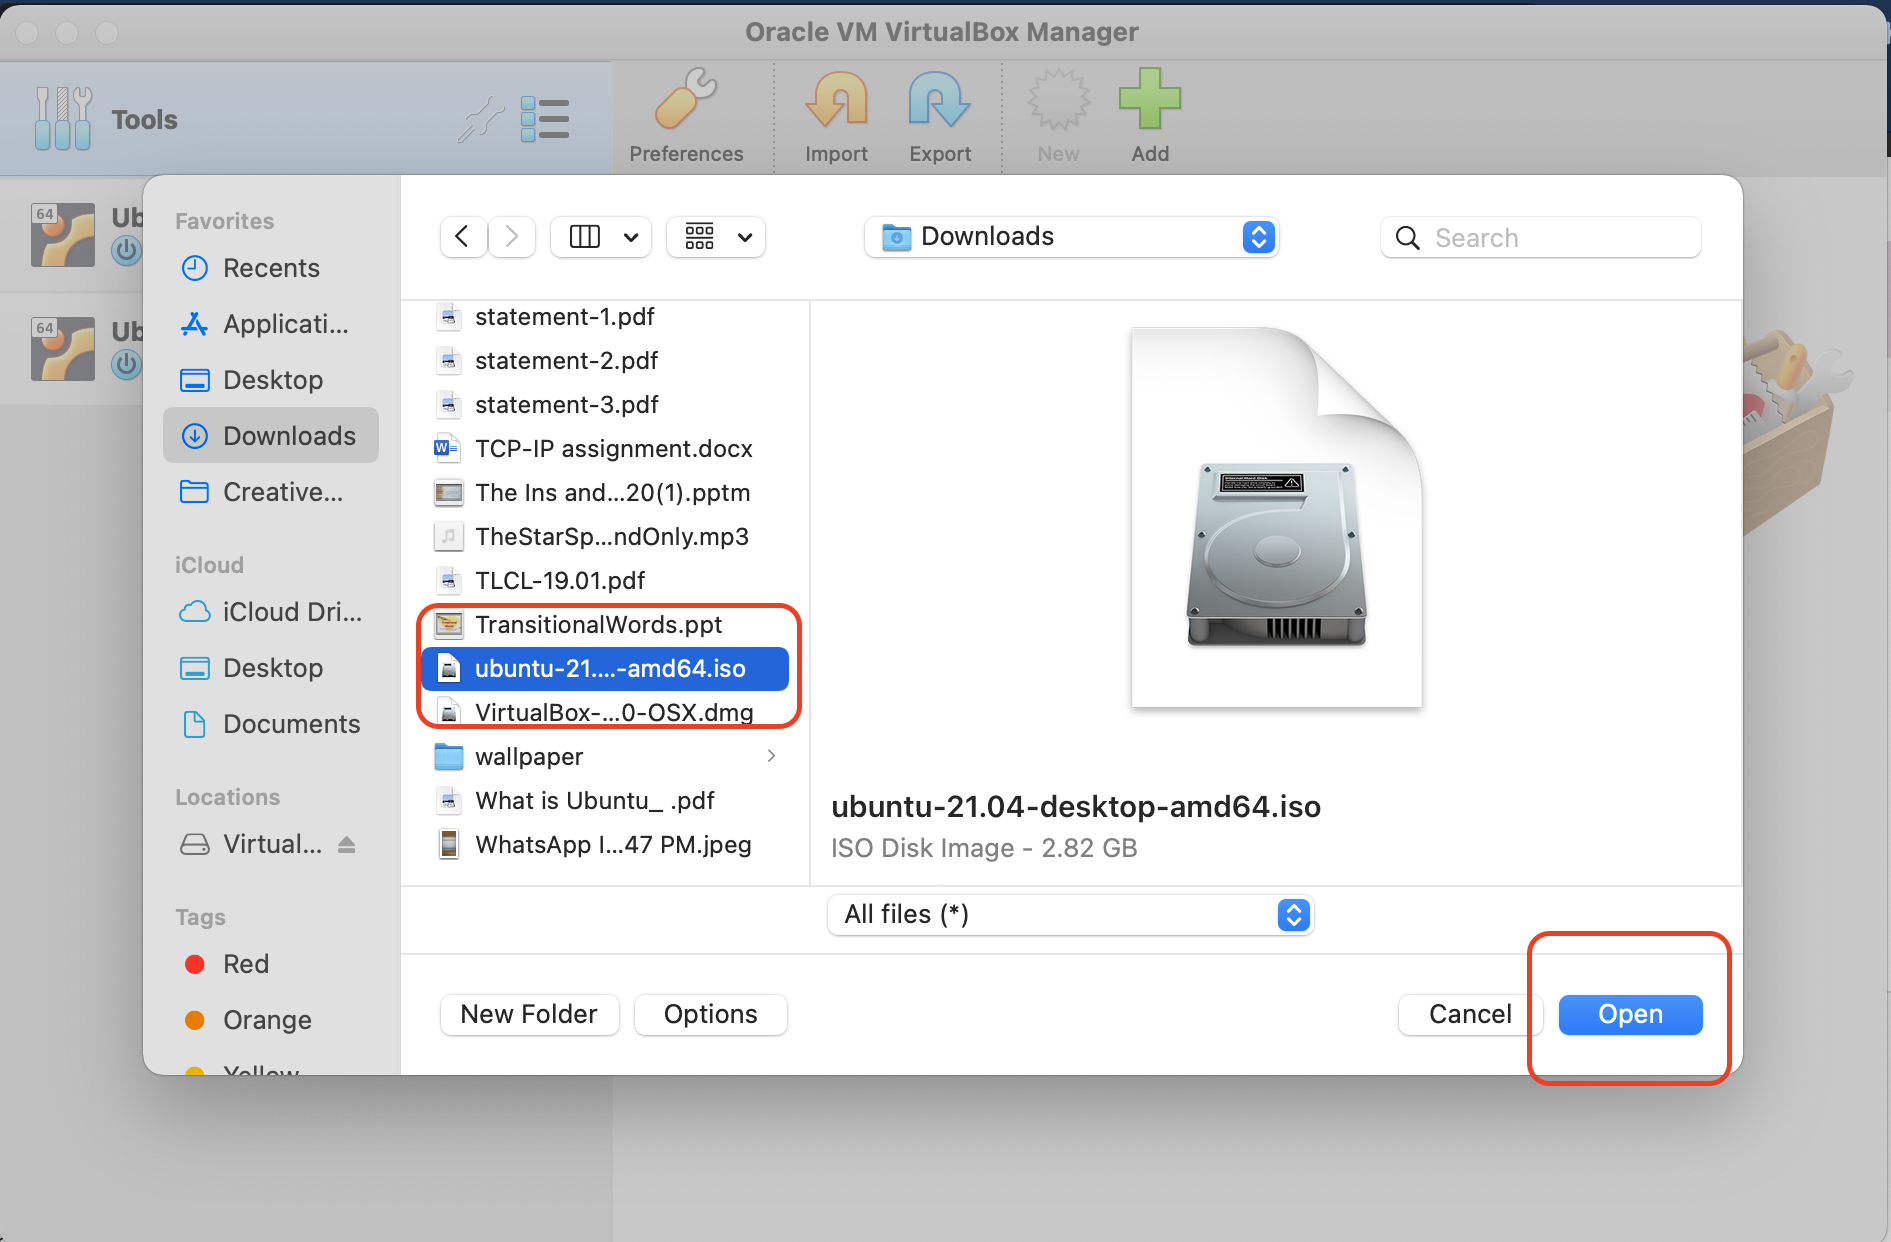 Oracle VM VirtualBox Manager
Tools
Preferences
Import
Export
New
Add
64
Ub
64
Ub
Favorites
Recents
Applicati...
Desktop
Downloads
Creative...
iCloud
iCloud Dri...
Desktop
Documents
Locations
Virtual...
Tags
Red
Orange
Yellow
Downloads
Search
statement-1.pdf
statement-2.pdf
statement-3.pdf
TCP-IP assignment.docx
The Ins and...20(1).pptm
TheStarSp...ndOnly.mp3
TLCL-19.01.pdf
TransitionalWords.ppt
ubuntu-21....-amd64.iso
VirtualBox-...0-OSX.dmg
wallpaper
What is Ubuntu_ .pdf
WhatsApp I...47 PM.jpeg
Internal Hard Disk
ubuntu-21.04-desktop-amd64.iso
ISO Disk Image - 2.82 GB
All files (*)
New Folder
Options
Cancel
Open